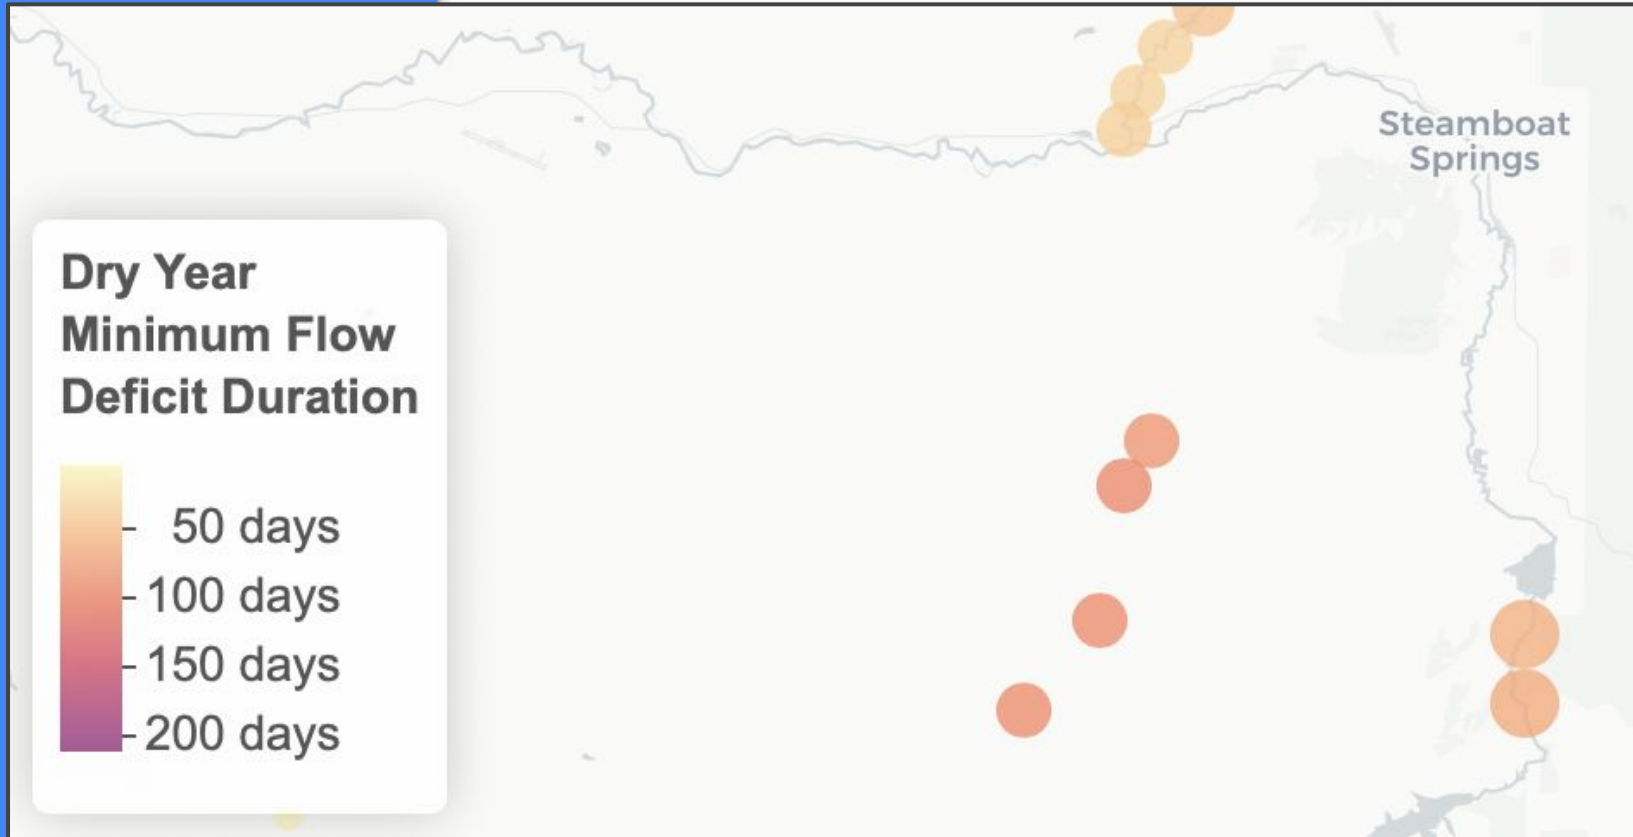 Steamboat
Springs
Dry Year
Minimum Flow
Deficit Duration
50 days
100 days
150 days
200 days